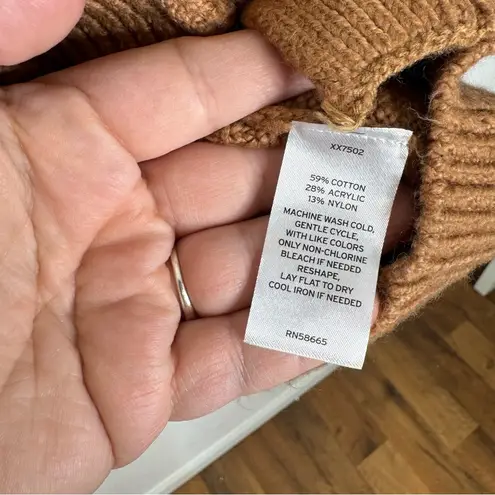 XX7502
59% COTTON
28% ACRYLIC
13% NYLON
MACHINE WASH COLD,
GENTLE CYCLE,
WITH LIKE COLORS
ONLY NON-CHLORINE
BLEACH IF NEEDED
RESHAPE,
LAY FLAT TO DRY
COOL IRON IF NEEDED
RN58665